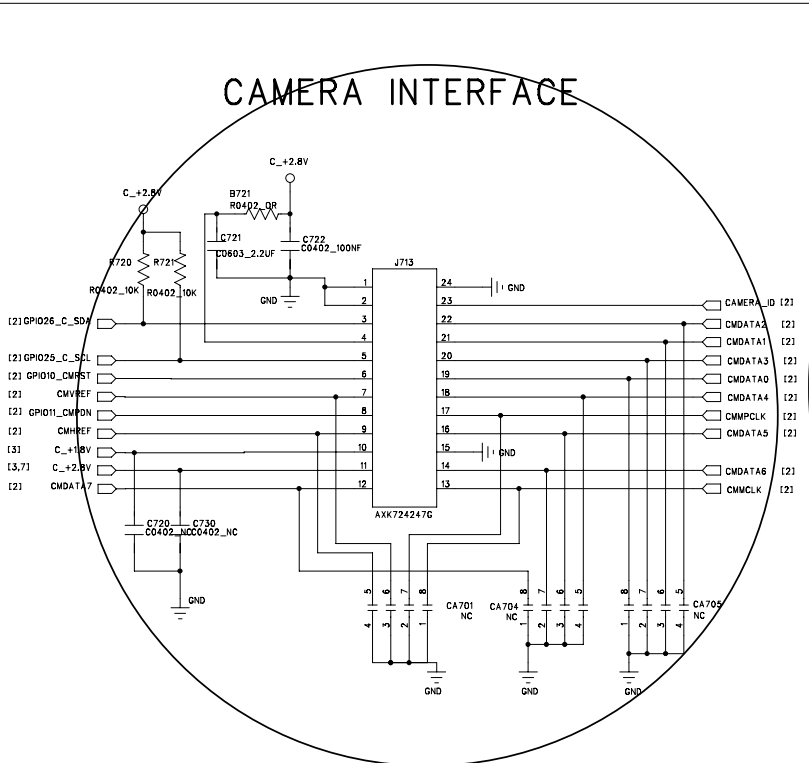 CAMERA INTERFACE
C_+2.8V
C_+2.8V
B721
R0402_0R
C721
C0603_2.2UF
C722
C0402_100NF
R720
R0402_10K
R721
R0402_10K
GND
J713
1
2
3
4
5
6
7
8
9
10
11
12
24
23
22
21
20
19
18
17
16
15
14
13
AXK724247G
GND
GND
[2] GPIO26_C_SDA
[2] GPIO25_C_SCL
[2] GPIO10_CMRST
[2] CMVREF
[2] GPIO11_CMPDN
[2] CMHREF
[3] C_+1.8V
[3,7] C_+2.8V
[2] CMDATA7
CAMERA_ID [2]
CMDATA2 [2]
CMDATA1 [2]
CMDATA3 [2]
CMDATA0 [2]
CMDATA4 [2]
CMMPCLK [2]
CMDATA5 [2]
CMDATA6 [2]
CMMCLK [2]
C720
C0402_NC
C730
C0402_NC
GND
5 6 7 8
4 3 2 1
CA701
NC
GND
CA704
NC
8 7 6 5
1 2 3 4
GND
8 7 6 5
1 2 3 4
CA705
NC
GND